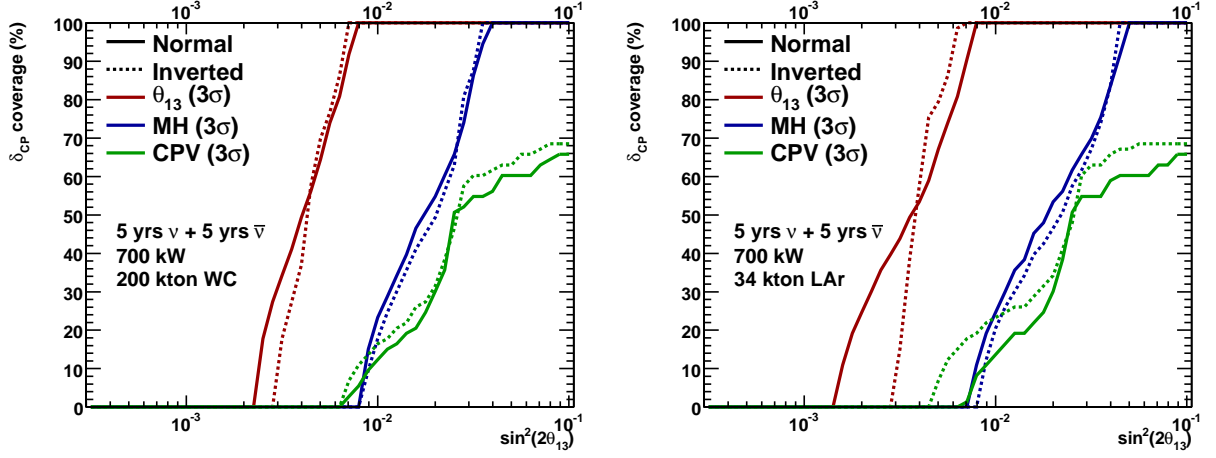 10⁻³ 10⁻² 10⁻¹
100
90
80
70
60
50
40
30
20
10
0
δCP coverage (%)
Normal
Inverted
θ₁₃ (3σ)
MH (3σ)
CPV (3σ)
5 yrs ν + 5 yrs ν̅
700 kW
200 kton WC
10⁻³ 10⁻² 10⁻¹
sin²(2θ₁₃)
10⁻³ 10⁻² 10⁻¹
100
90
80
70
60
50
40
30
20
10
0
δCP coverage (%)
Normal
Inverted
θ₁₃ (3σ)
MH (3σ)
CPV (3σ)
5 yrs ν + 5 yrs ν̅
700 kW
34 kton LAr
10⁻³ 10⁻² 10⁻¹
sin²(2θ₁₃)